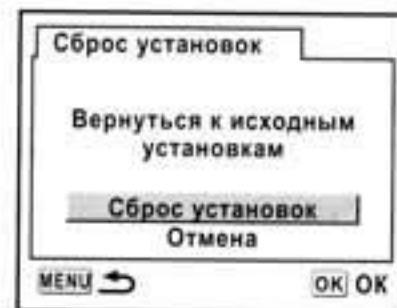 Сброс установок
Вернуться к исходным
установкам
Сброс установок
Отмена
MENU OK OK